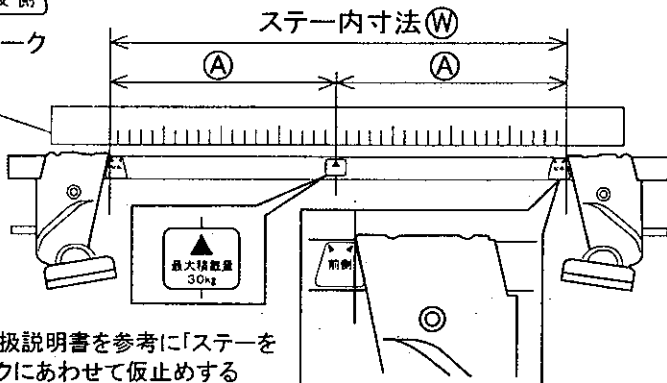 側
ステー内寸法Ⓦ
ーク
Ⓐ Ⓐ
▲
最大積載量
30kg
前側
扱説明書を参考に「ステーを
クにあわせて仮止めする